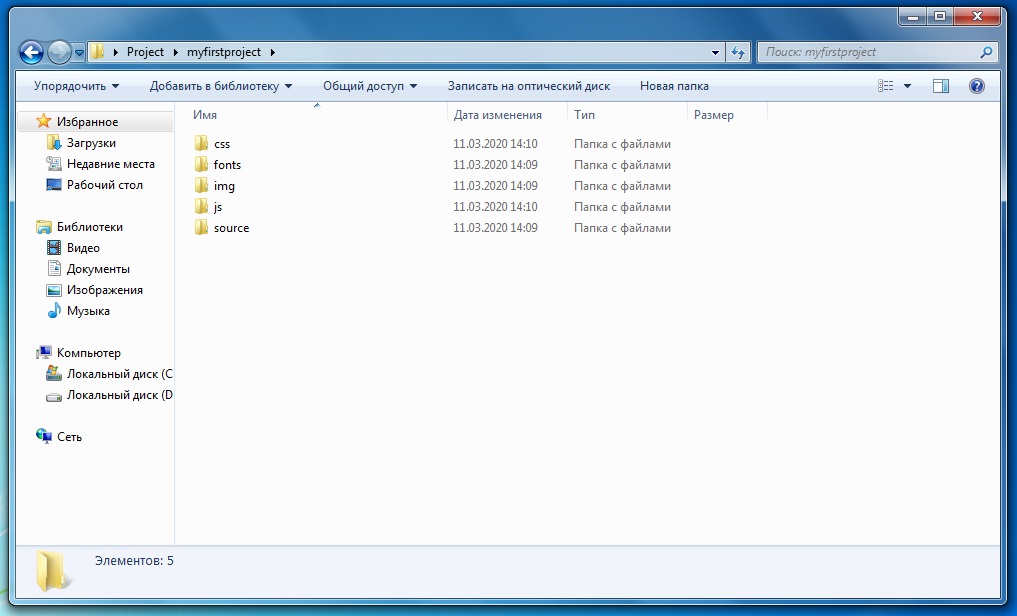 Project myfirstproject Поиск: myfirstproject
Упорядочить Добавить в библиотеку Общий доступ Записать на оптический диск Новая папка
Имя Дата изменения Тип Размер
Избранное
Загрузки
Недавние места
Рабочий стол
Библиотеки
Видео
Документы
Изображения
Музыка
Компьютер
Локальный диск (C
Локальный диск (D
Сеть
css 11.03.2020 14:10 Папка с файлами
fonts 11.03.2020 14:09 Папка с файлами
img 11.03.2020 14:09 Папка с файлами
js 11.03.2020 14:10 Папка с файлами
source 11.03.2020 14:09 Папка с файлами
Элементов: 5